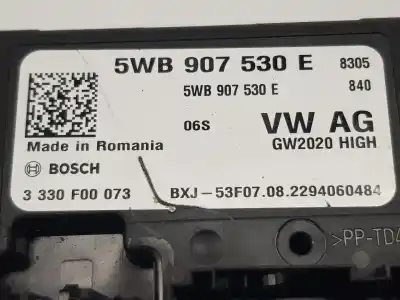 5WB 907 530 E 8305
5WB 907 530 E 840
06S VW AG
Made in Romania GW2020 HIGH
BOSCH
3 330 F00 073 BXJ-53F07.08.2294060484
>PP-TD4